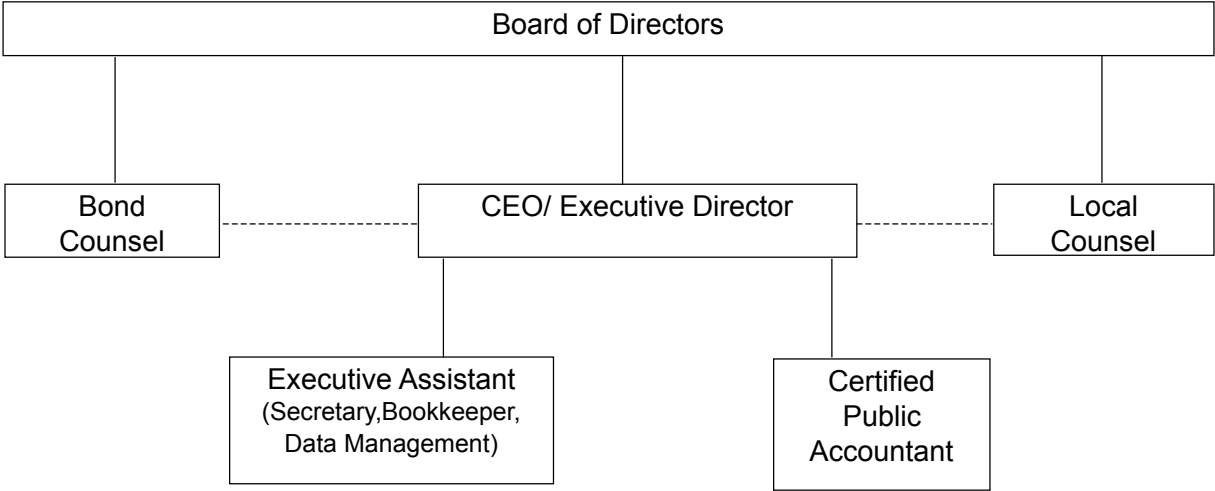 Board of Directors
Bond
Counsel
CEO/ Executive Director
Local
Counsel
Executive Assistant
(Secretary,Bookkeeper,
Data Management)
Certified
Public
Accountant